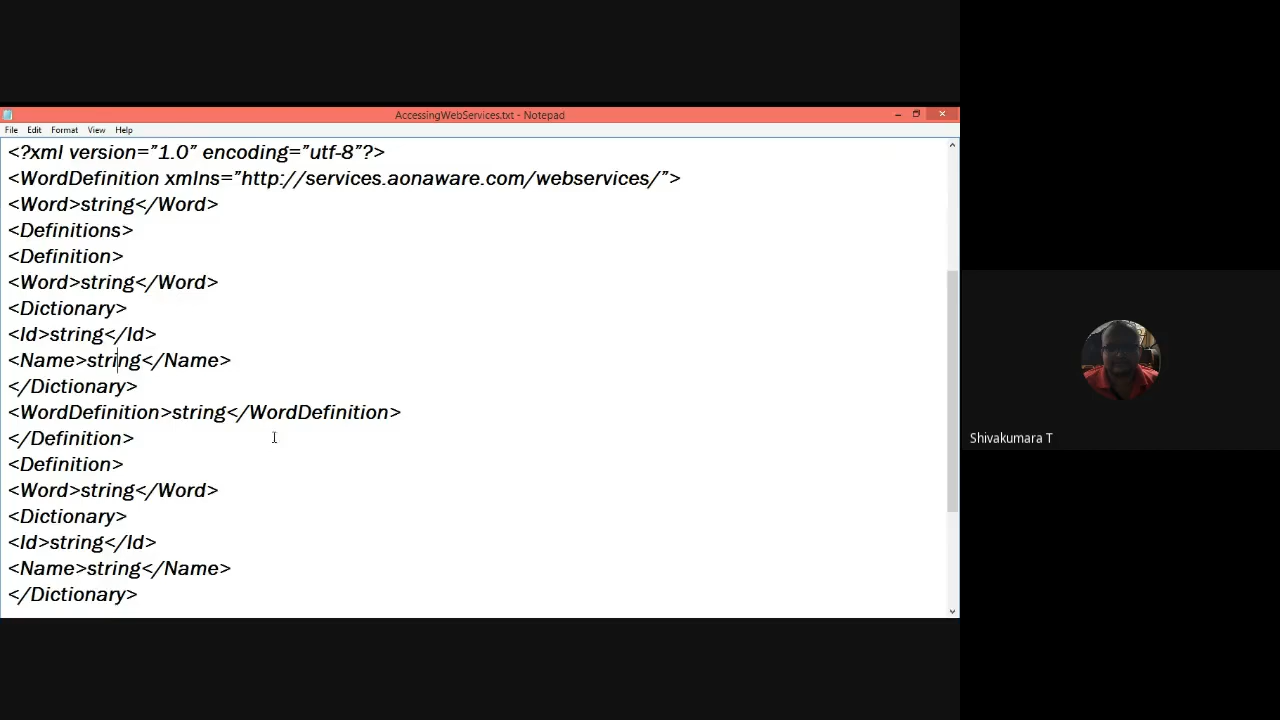 AccessingWebServices.txt - Notepad
File Edit Format View Help
<?xml version=”1.0” encoding=”utf-8”?>
<WordDefinition xmlns=”http://services.aonaware.com/webservices/”>
<Word>string</Word>
<Definitions>
<Definition>
<Word>string</Word>
<Dictionary>
<Id>string</Id>
<Name>string</Name>
</Dictionary>
<WordDefinition>string</WordDefinition>
</Definition>
<Definition>
<Word>string</Word>
<Dictionary>
<Id>string</Id>
<Name>string</Name>
</Dictionary>
Shivakumara T